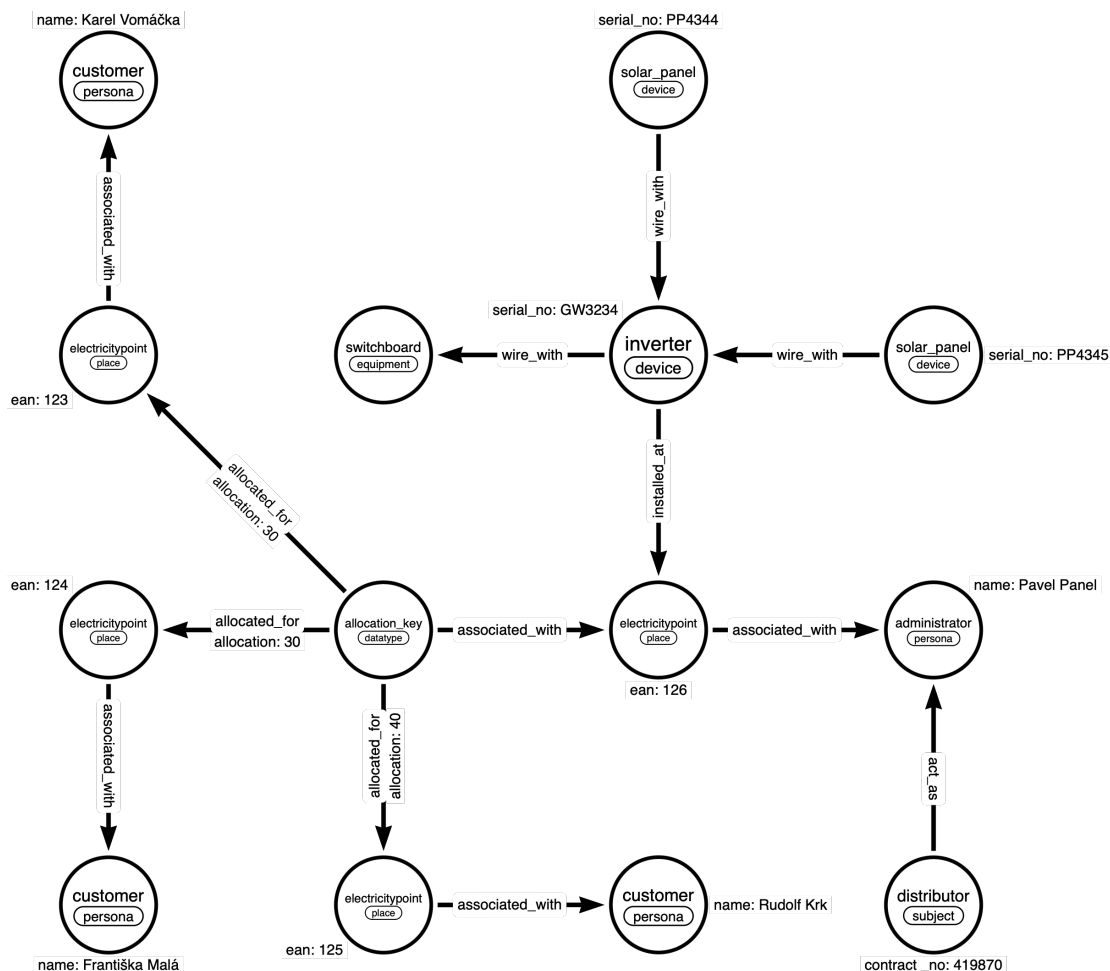 name: Karel Vomáčka
serial_no: PP4344
customer
persona
solar_panel
device
associated_with
wire_with
serial_no: GW3234
electricitypoint
place
switchboard
equipment
wire_with
inverter
device
wire_with
solar_panel
device
serial_no: PP4345
ean: 123
allocated_for
allocation: 30
installed_at
ean: 124
name: Pavel Panel
electricitypoint
place
allocated_for
allocation: 30
allocation_key
datatype
associated_with
electricitypoint
place
associated_with
administrator
persona
ean: 126
associated_with
allocated_for
allocation: 40
act_as
customer
persona
electricitypoint
place
associated_with
customer
persona
name: Rudolf Krk
distributor
subject
ean: 125
name: Františka Malá
contract _no: 419870